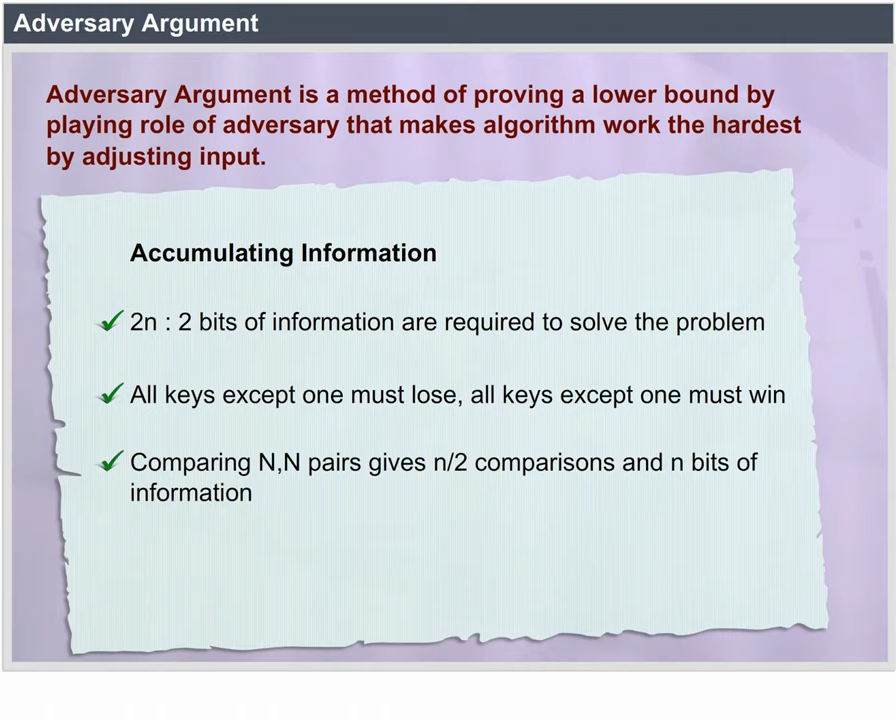 Adversary Argument
Adversary Argument is a method of proving a lower bound by
playing role of adversary that makes algorithm work the hardest
by adjusting input.
Accumulating Information
2n : 2 bits of information are required to solve the problem
All keys except one must lose, all keys except one must win
Comparing N,N pairs gives n/2 comparisons and n bits of
information